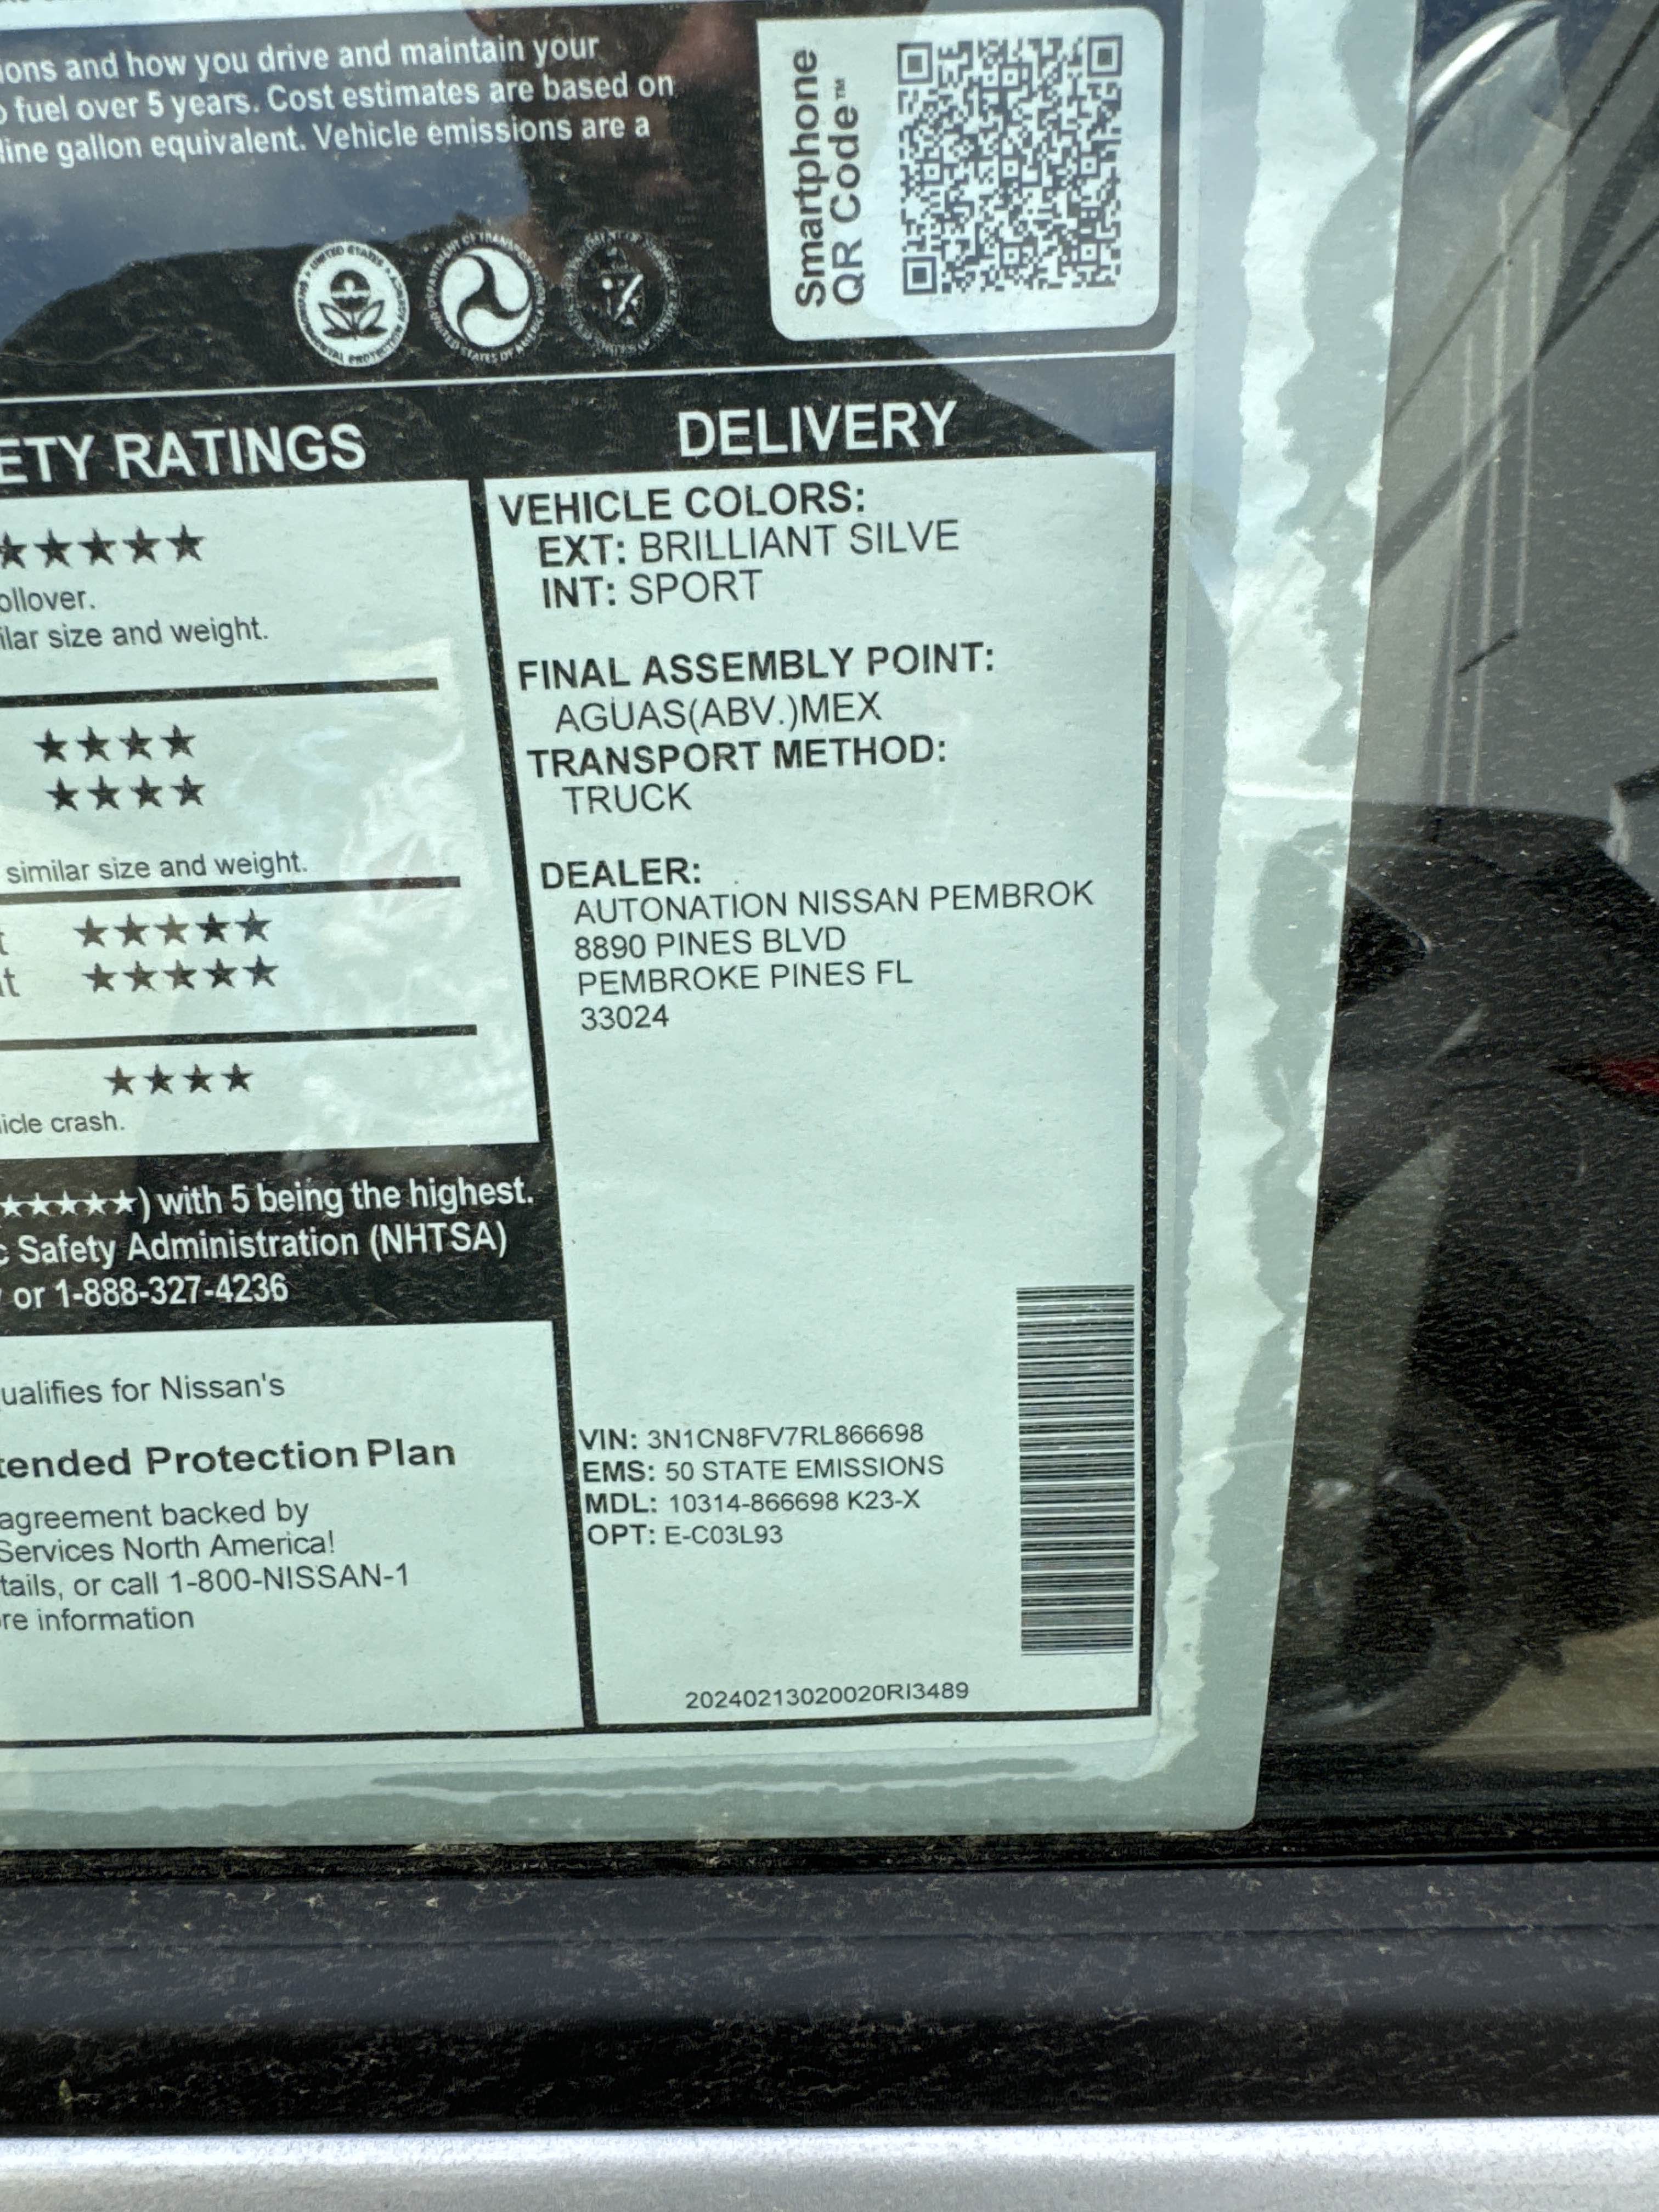 ions and how you drive and maintain your
fuel over 5 years. Cost estimates are based on
line gallon equivalent. Vehicle emissions are a
Smartphone
QR Code™
ETY RATINGS
★★★★★
ollover.
ilar size and weight.
★★★★
★★★★
similar size and weight.
t ★★★★★
t ★★★★★
★★★★
icle crash.
★★★★★) with 5 being the highest.
c Safety Administration (NHTSA)
or 1-888-327-4236
ualifies for Nissan's
tended Protection Plan
agreement backed by
Services North America!
tails, or call 1-800-NISSAN-1
re information
DELIVERY
VEHICLE COLORS:
EXT: BRILLIANT SILVE
INT: SPORT
FINAL ASSEMBLY POINT:
AGUAS(ABV.)MEX
TRANSPORT METHOD:
TRUCK
DEALER:
AUTONATION NISSAN PEMBROK
8890 PINES BLVD
PEMBROKE PINES FL
33024
VIN: 3N1CN8FV7RL866698
EMS: 50 STATE EMISSIONS
MDL: 10314-866698 K23-X
OPT: E-C03L93
20240213020020RI3489